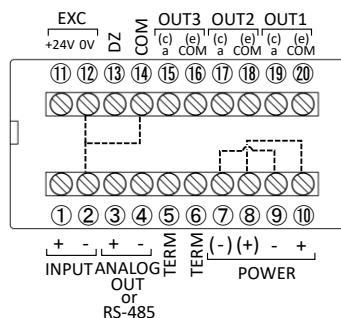 EXC OUT3 OUT2 OUT1
+24V 0V DZ COM (c) a (e) COM (c) a (e) COM (c) a (e) COM
⑪ ⑫ ⑬ ⑭ ⑮ ⑯ ⑰ ⑱ ⑲ ⑳
① ② ③ ④ ⑤ ⑥ ⑦ ⑧ ⑨ ⑩
+ - + - TERM TERM (-) (+) - +
INPUT ANALOG POWER
OUT
or
RS-485